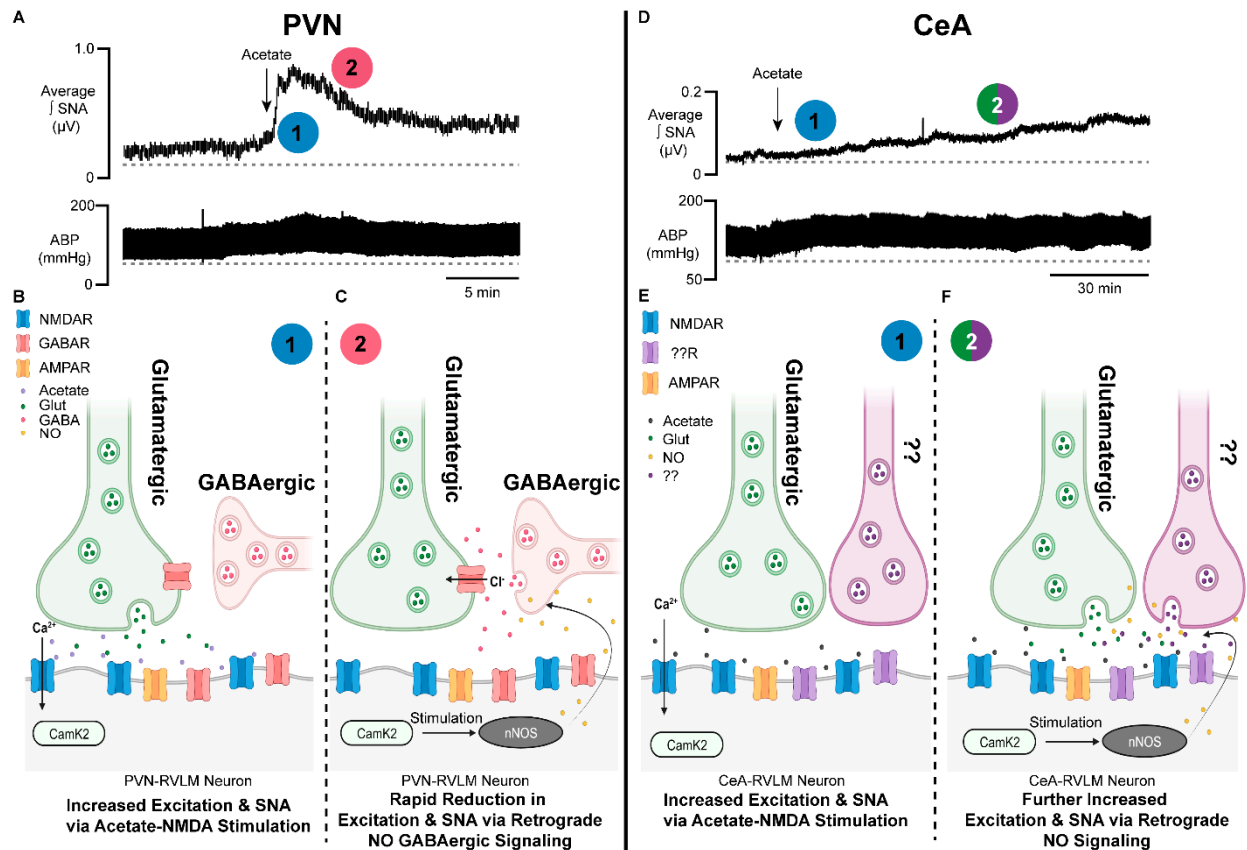 A
PVN
1.0
Average
∫ SNA
(µV)
0
Acetate
1
2
200
ABP
(mmHg)
0
5 min
D
CeA
Acetate
0.2
Average
∫ SNA
(µV)
0
1
2
200
ABP
(mmHg)
50
30 min
B
NMDAR
GABAR
AMPAR
Acetate
Glut
GABA
NO
1
Glutamatergic
GABAergic
Ca²⁺
CamK2
PVN-RVLM Neuron
Increased Excitation & SNA
via Acetate-NMDA Stimulation
C
2
Glutamatergic
GABAergic
Cl⁻
CamK2
Stimulation
nNOS
PVN-RVLM Neuron
Rapid Reduction in
Excitation & SNA via Retrograde
NO GABAergic Signaling
E
NMDAR
??R
AMPAR
Acetate
Glut
NO
??
1
Glutamatergic
??
Ca²⁺
CamK2
CeA-RVLM Neuron
Increased Excitation & SNA
via Acetate-NMDA Stimulation
F
2
Glutamatergic
??
CamK2
Stimulation
nNOS
CeA-RVLM Neuron
Further Increased
Excitation & SNA via Retrograde
NO Signaling